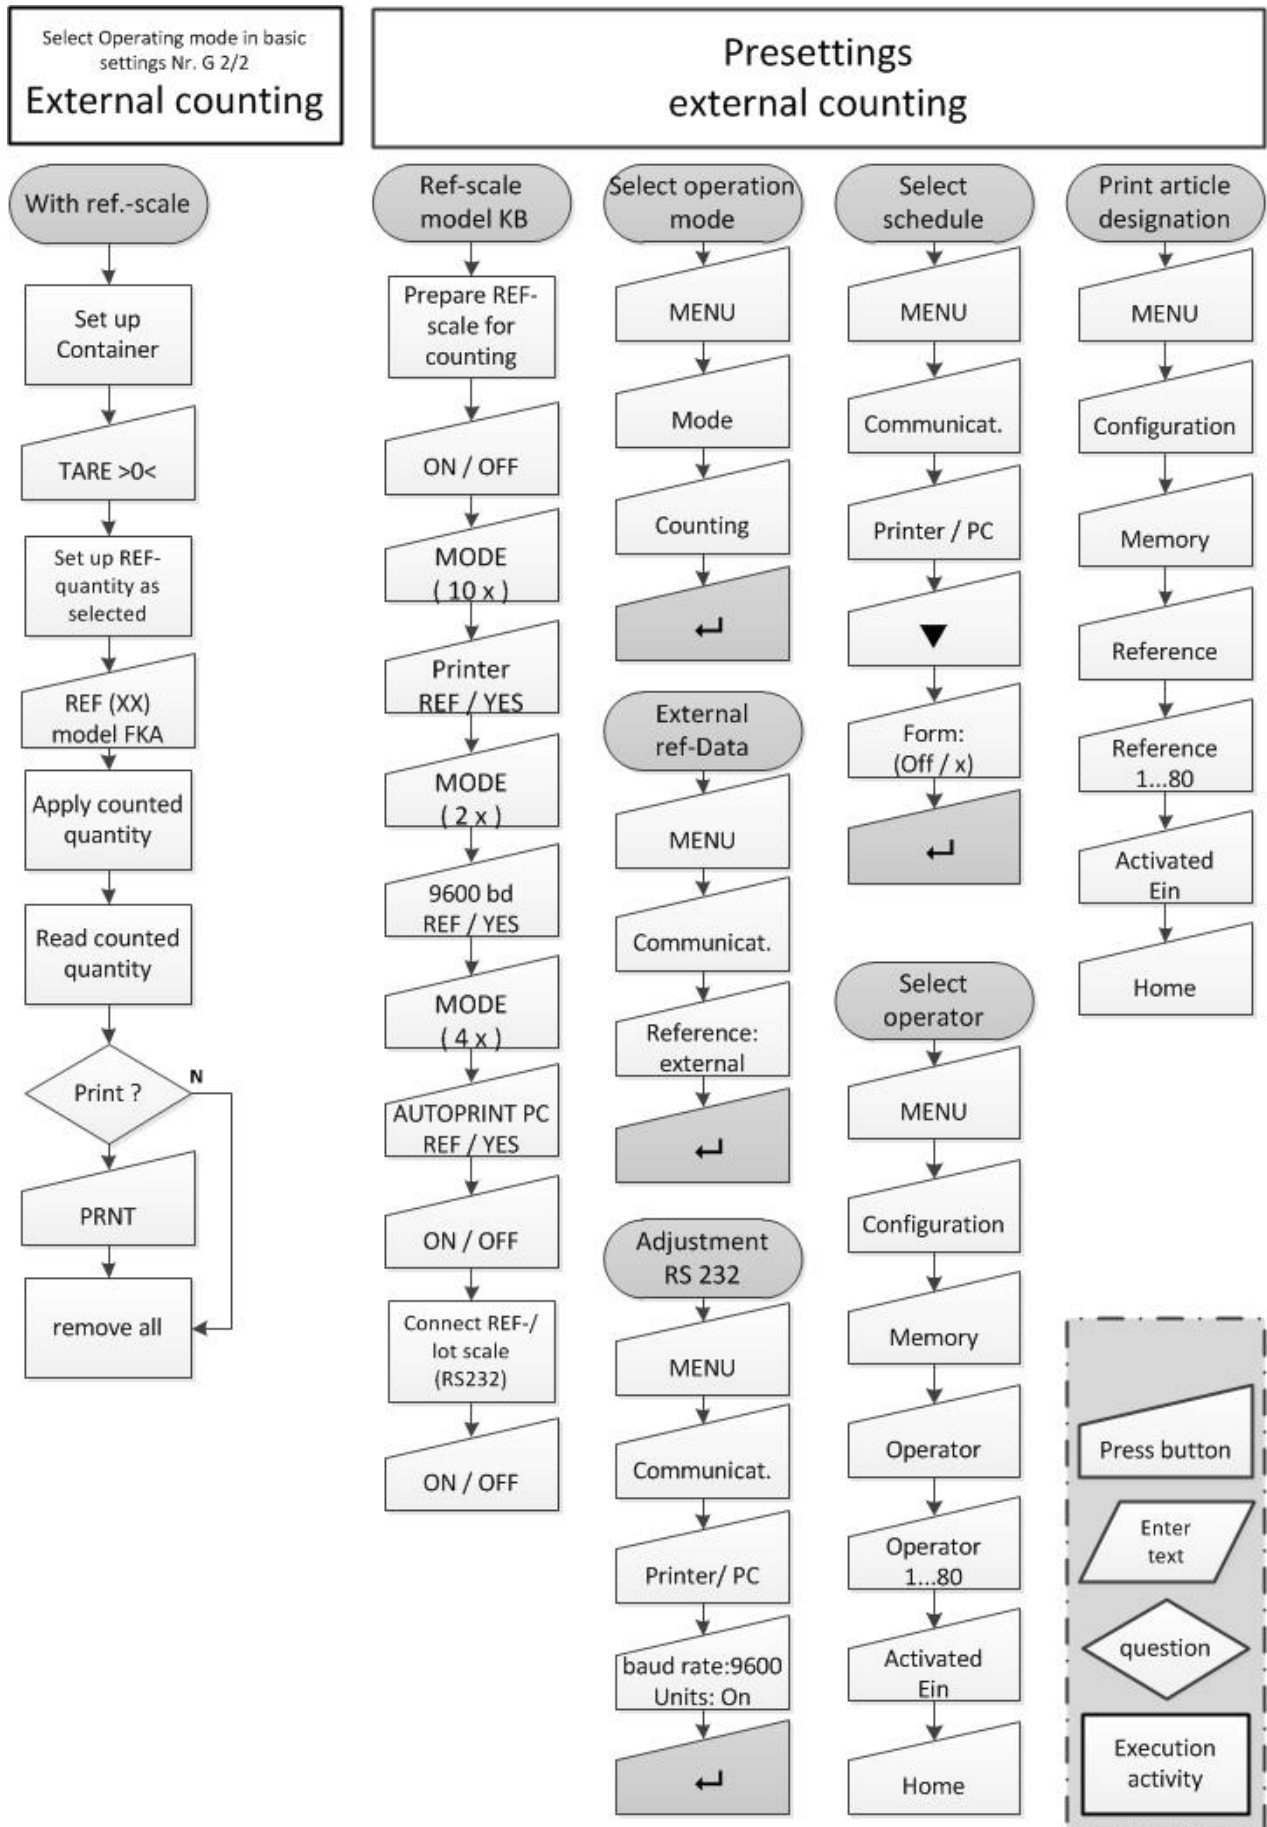 Select Operating mode in basic
settings Nr. G 2/2
External counting
Presettings
external counting
With ref.-scale
Set up
Container
TARE >0<
Set up REF-
quantity as
selected
REF (XX)
model FKA
Apply counted
quantity
Read counted
quantity
Print ?
N
PRNT
remove all
Ref-scale
model KB
Prepare REF-
scale for
counting
ON / OFF
MODE
( 10 x )
Printer
REF / YES
MODE
( 2 x )
9600 bd
REF / YES
MODE
( 4 x )
AUTOPRINT PC
REF / YES
ON / OFF
Connect REF-/
lot scale
(RS232)
ON / OFF
Select operation
mode
MENU
Mode
Counting
↵
External
ref-Data
MENU
Communicat.
Reference:
external
↵
Adjustment
RS 232
MENU
Communicat.
Printer/ PC
baud rate:9600
Units: On
↵
Select
schedule
MENU
Communicat.
Printer / PC
▼
Form:
(Off / x)
↵
Select
operator
MENU
Configuration
Memory
Operator
Operator
1...80
Activated
Ein
Home
Print article
designation
MENU
Configuration
Memory
Reference
Reference
1...80
Activated
Ein
Home
Press button
Enter
text
question
Execution
activity